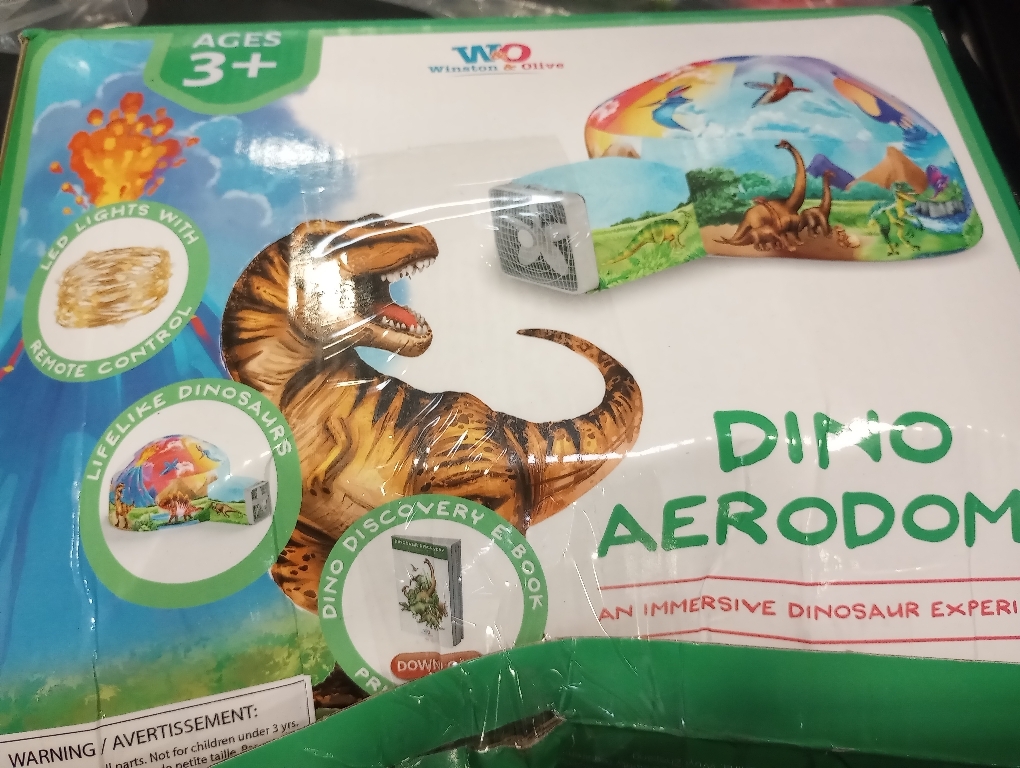 AGES
3+
W&O
Winston & Olive
LED LIGHTS WITH
REMOTE CONTROL
LIFELIKE DINOSAURS
DINO DISCOVERY E-BOOK
DINO
AERODOM
AN IMMERSIVE DINOSAUR EXPERI
WARNING / AVERTISSEMENT:
parts. Not for children under 3 yrs.
petite taille.